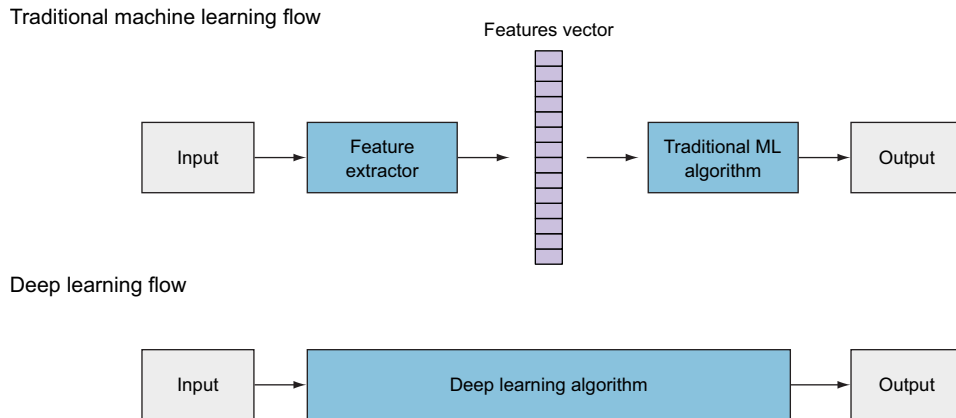 Traditional machine learning flow
Features vector
Input
Feature
extractor
Traditional ML
algorithm
Output
Deep learning flow
Input
Deep learning algorithm
Output